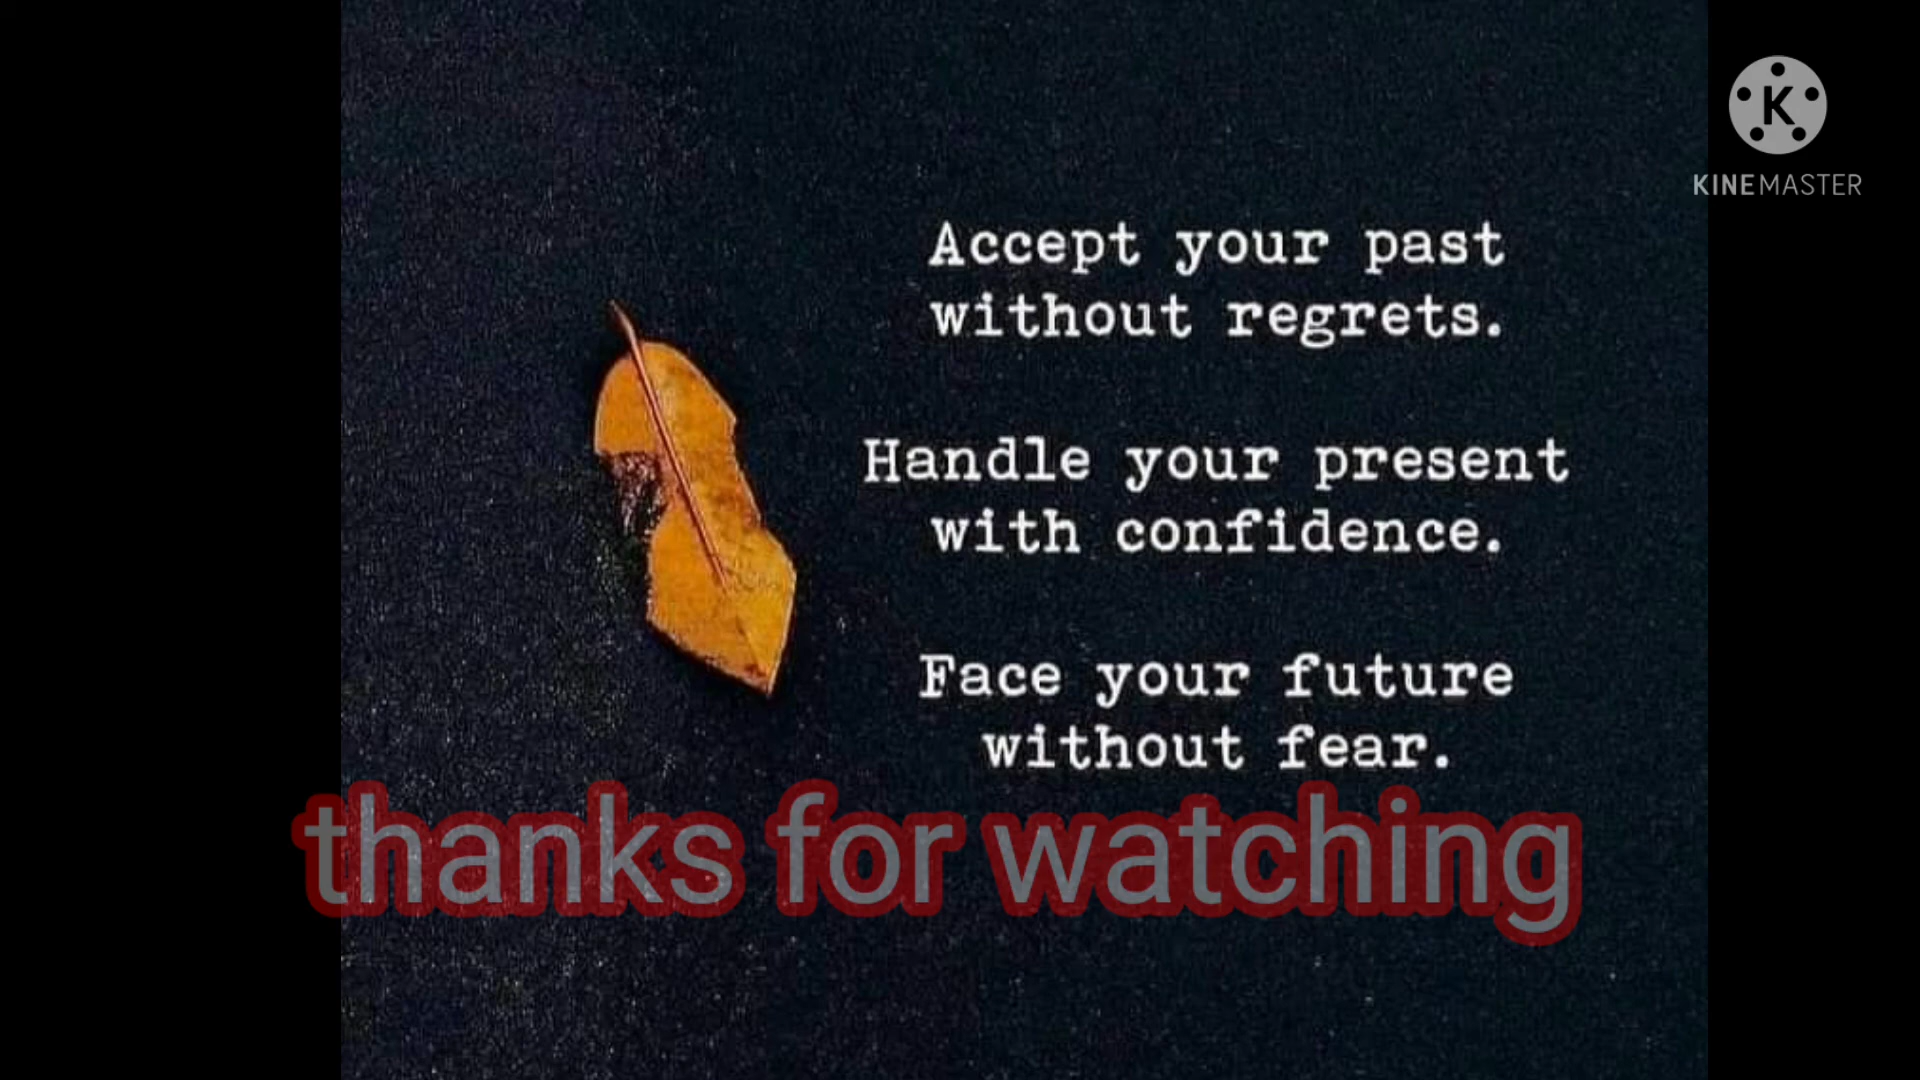 K
KINEMASTER
Accept your past
without regrets.
Handle your present
with confidence.
Face your future
without fear.
thanks for watching